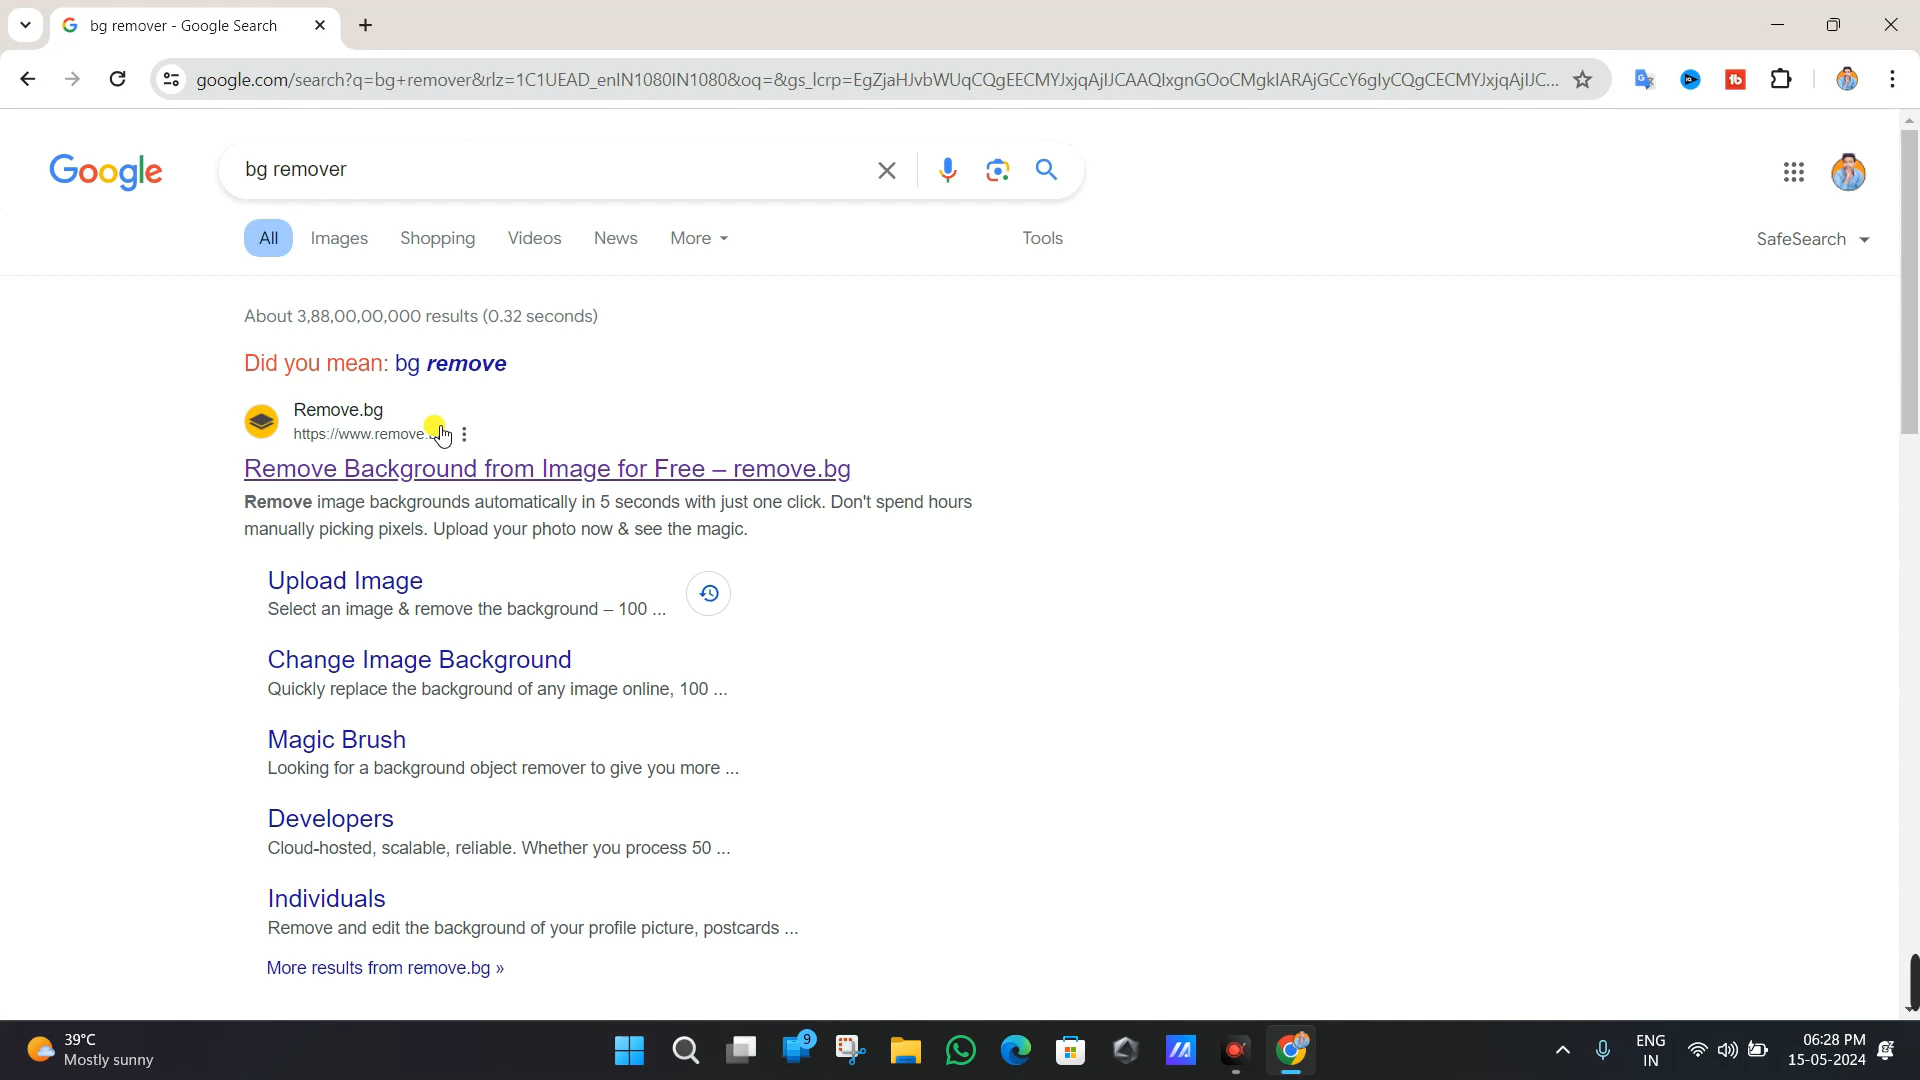 bg remover - Google Search
google.com/search?q=bg+remover&rlz=1C1UEAD_enIN1080IN1080&oq=&gs_lcrp=
Google
bg remover
All Images Shopping Videos News More Tools SafeSearch
About 3,88,00,00,000 results (0.32 seconds)
Did you mean: bg remove
Remove.bg
https://www.remove.
Remove Background from Image for Free – remove.bg
Remove image backgrounds automatically in 5 seconds with just one click. Don't spend hours
manually picking pixels. Upload your photo now & see the magic.
Upload Image
Select an image & remove the background – 100 ...
Change Image Background
Quickly replace the background of any image online, 100 ...
Magic Brush
Looking for a background object remover to give you more ...
Developers
Cloud-hosted, scalable, reliable. Whether you process 50 ...
Individuals
Remove and edit the background of your profile picture, postcards ...
More results from remove.bg »
39°C
Mostly sunny
9
ENG
IN
06:28 PM
15-05-2024